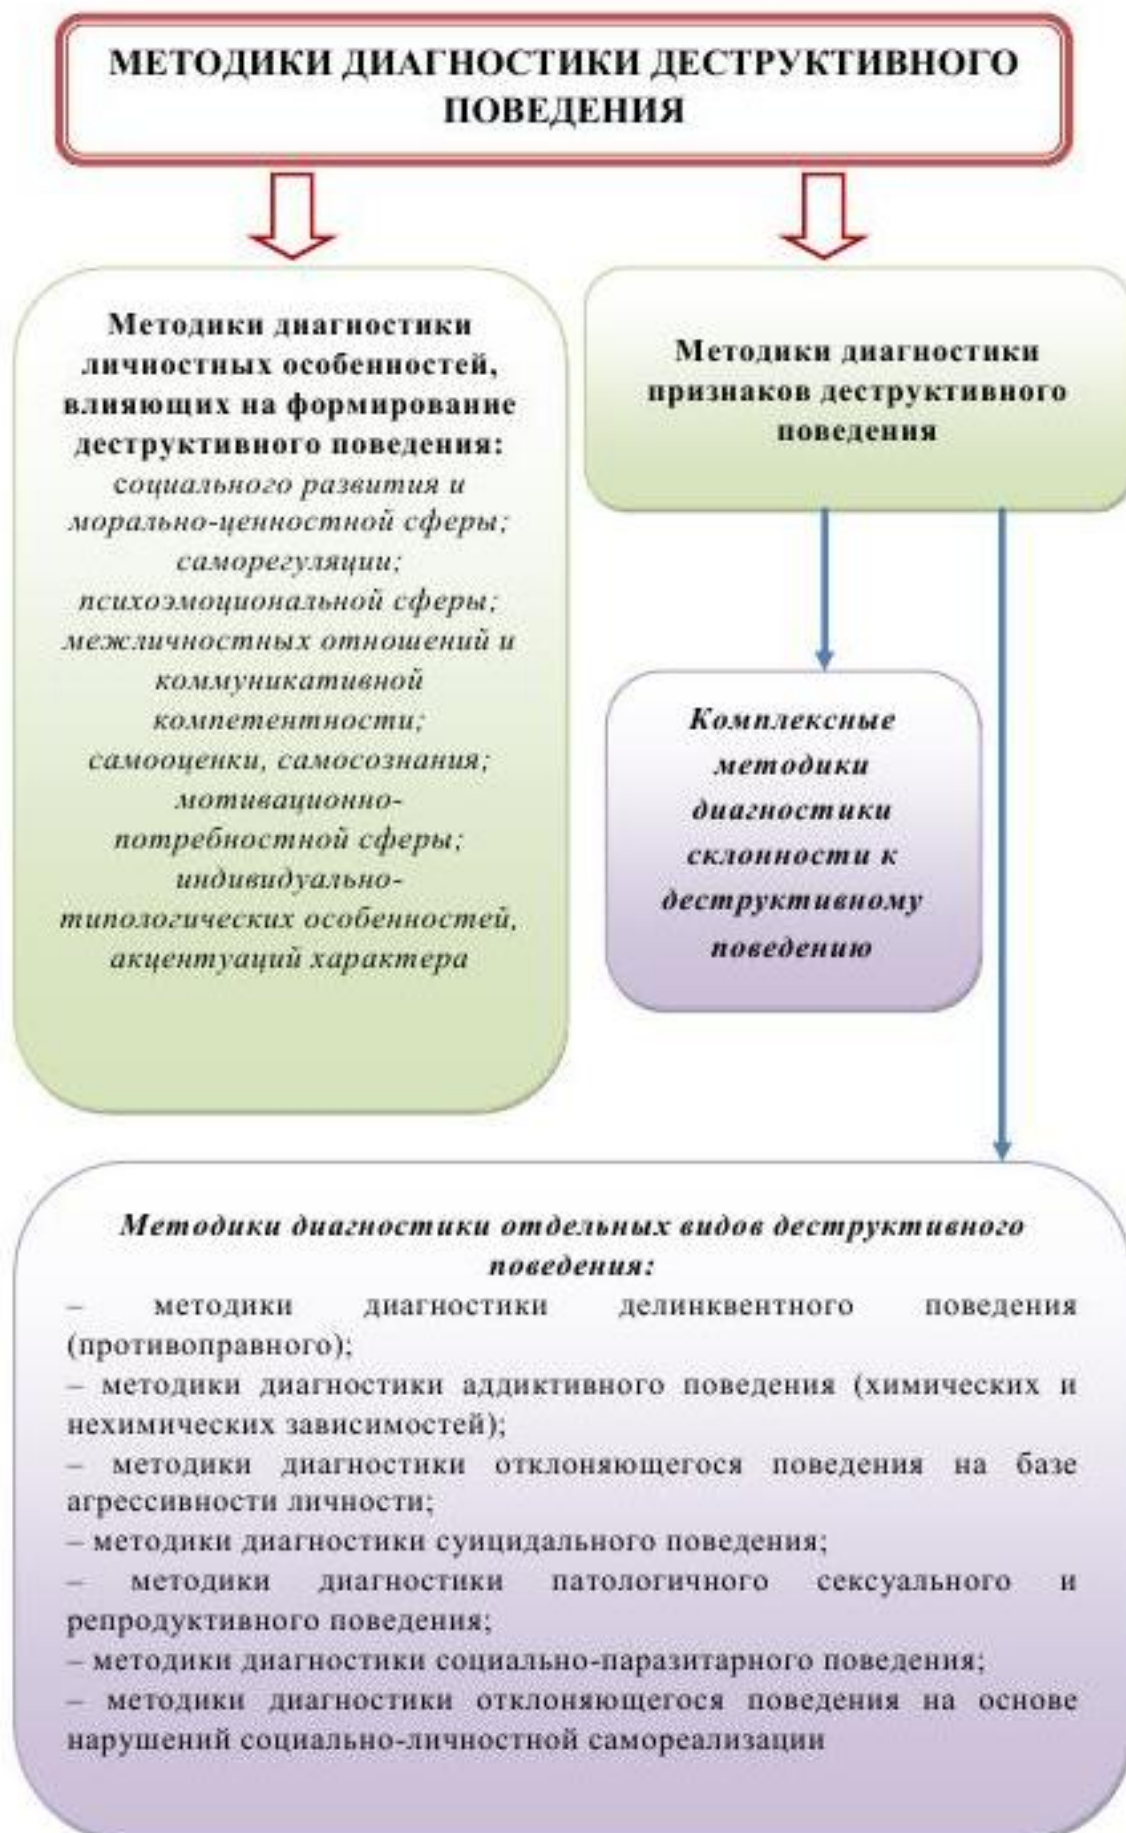 МЕТОДИКИ ДИАГНОСТИКИ ДЕСТРУКТИВНОГО
ПОВЕДЕНИЯ
Методики диагностики
личностных особенностей,
влияющих на формирование
деструктивного поведения:
социального развития и
морально-ценностной сферы;
саморегуляции;
психоэмоциональной сферы;
межличностных отношений и
коммуникативной
компетентности;
самооценки, самосознания;
мотивационно-
потребностной сферы;
индивидуально-
типологических особенностей,
акцентуаций характера
Методики диагностики
признаков деструктивного
поведения
Комплексные
методики
диагностики
склонности к
деструктивному
поведению
Методики диагностики отдельных видов деструктивного
поведения:
– методики диагностики делинквентного поведения
(противоправного);
– методики диагностики аддиктивного поведения (химических и
нехимических зависимостей);
– методики диагностики отклоняющегося поведения на базе
агрессивности личности;
– методики диагностики суицидального поведения;
– методики диагностики патологичного сексуального и
репродуктивного поведения;
– методики диагностики социально-паразитарного поведения;
– методики диагностики отклоняющегося поведения на основе
нарушений социально-личностной самореализации